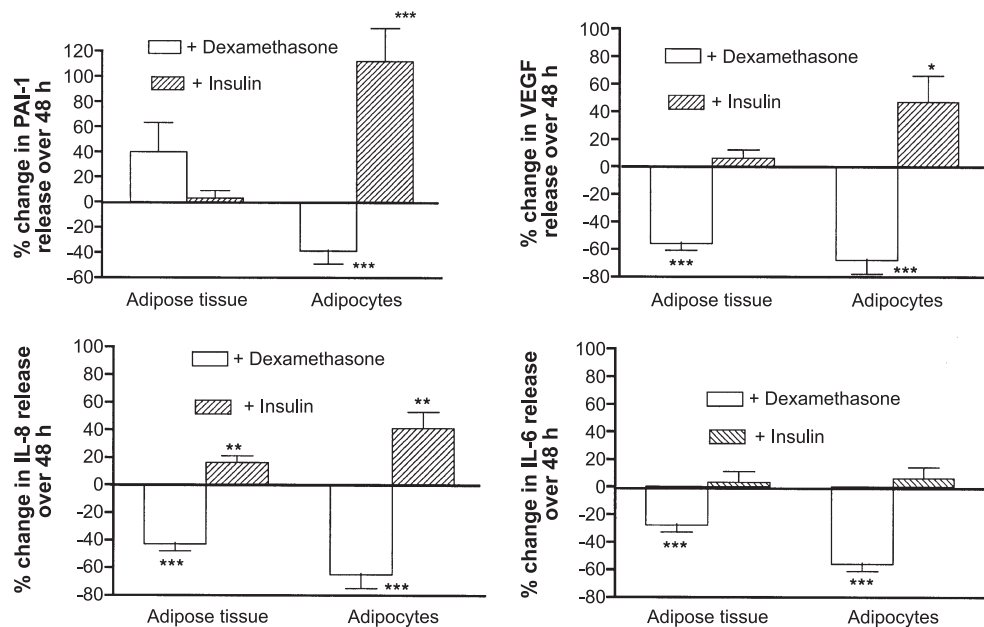 % change in PAI-1
release over 48 h
120
100
80
60
40
20
0
-20
-40
-60
+ Dexamethasone
+ Insulin
***
***
Adipose tissue
Adipocytes
% change in VEGF
release over 48 h
100
80
60
40
20
0
-20
-40
-60
-80
+ Dexamethasone
+ Insulin
*
***
***
Adipose tissue
Adipocytes
% change in IL-8 release
over 48 h
100
80
60
40
20
0
-20
-40
-60
-80
+ Dexamethasone
+ Insulin
**
**
***
***
Adipose tissue
Adipocytes
% change in IL-6 release
over 48 h
100
80
60
40
20
0
-20
-40
-60
-80
+ Dexamethasone
+ Insulin
***
***
Adipose tissue
Adipocytes